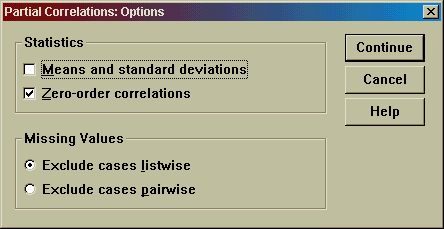 Partial Correlations: Options
Statistics
Means and standard deviations
Zero-order correlations
Missing Values
Exclude cases listwise
Exclude cases pairwise
Continue
Cancel
Help